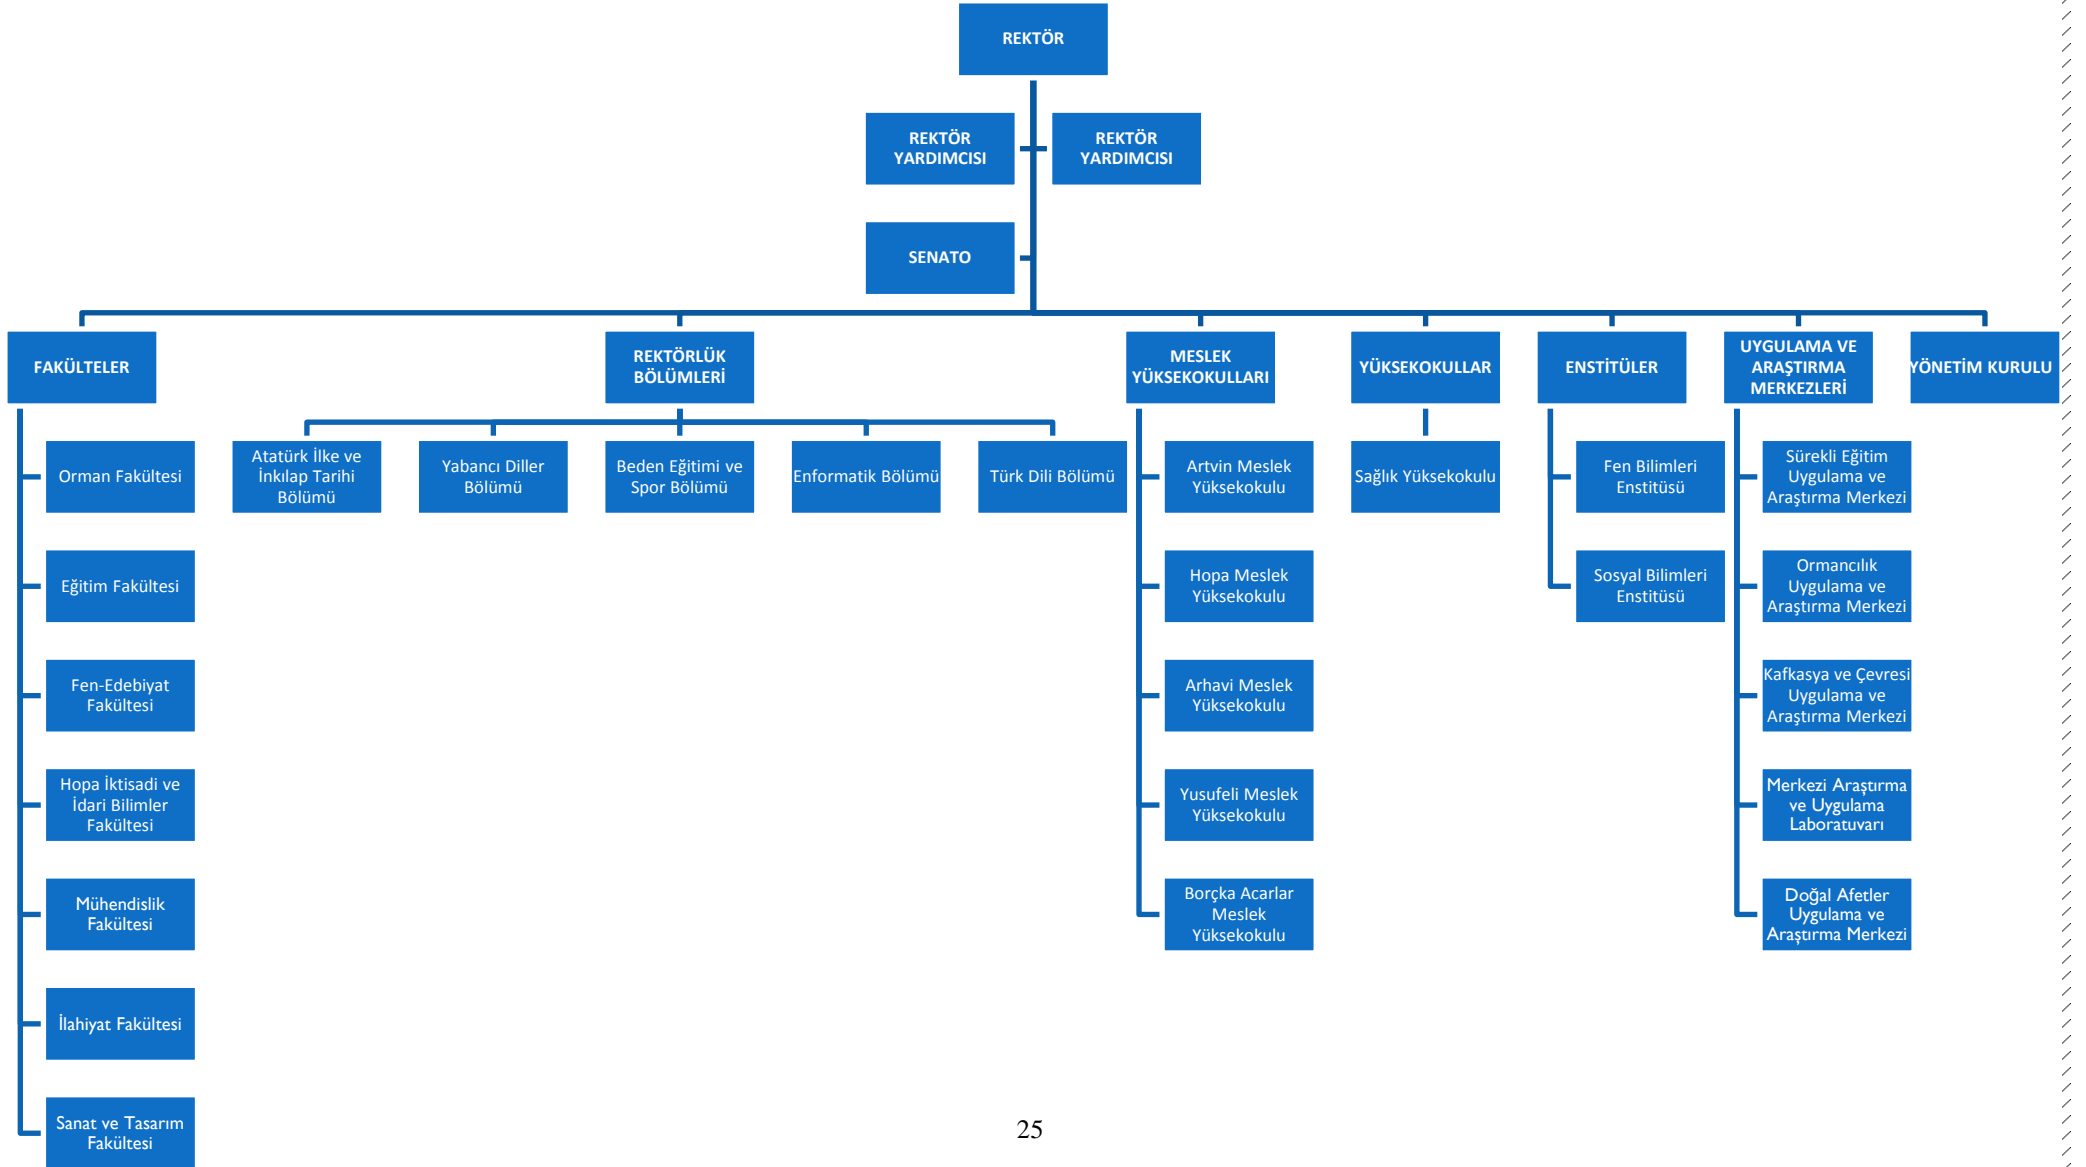 REKTÖR
REKTÖR
YARDIMCISI
REKTÖR
YARDIMCISI
SENATO
FAKÜLTELER
Orman Fakültesi
Eğitim Fakültesi
Fen-Edebiyat
Fakültesi
Hopa İktisadi ve
İdari Bilimler
Fakültesi
Mühendislik
Fakültesi
İlahiyat Fakültesi
Sanat ve Tasarım
Fakültesi
REKTÖRLÜK
BÖLÜMLERİ
Atatürk İlke ve
İnkılap Tarihi
Bölümü
Yabancı Diller
Bölümü
Beden Eğitimi ve
Spor Bölümü
Enformatik Bölümü
Türk Dili Bölümü
MESLEK
YÜKSEKOKULLARI
Artvin Meslek
Yüksekokulu
Hopa Meslek
Yüksekokulu
Arhavi Meslek
Yüksekokulu
Yusufeli Meslek
Yüksekokulu
Borçka Acarlar
Meslek
Yüksekokulu
YÜKSEKOKULLAR
Sağlık Yüksekokulu
ENSTİTÜLER
Fen Bilimleri
Enstitüsü
Sosyal Bilimleri
Enstitüsü
UYGULAMA VE
ARAŞTIRMA
MERKEZLERİ
Sürekli Eğitim
Uygulama ve
Araştırma Merkezi
Ormancılık
Uygulama ve
Araştırma Merkezi
Kafkasya ve Çevresi
Uygulama ve
Araştırma Merkezi
Merkezi Araştırma
ve Uygulama
Laboratuvarı
Doğal Afetler
Uygulama ve
Araştırma Merkezi
YÖNETİM KURULU
25